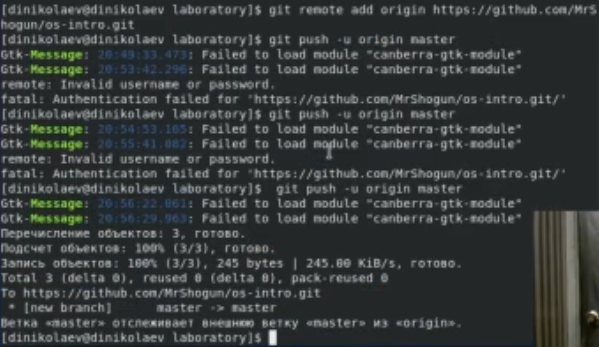 [dinikolaev@dinikolaev laboratory]$ git remote add origin https://github.com/MrS
hogun/os-intro.git
[dinikolaev@dinikolaev laboratory]$ git push -u origin master
Gtk-Message: 20:49:33.473: Failed to load module "canberra-gtk-module"
Gtk-Message: 20:53:42.296: Failed to load module "canberra-gtk-module"
remote: Invalid username or password.
fatal: Authentication failed for 'https://github.com/MrShogun/os-intro.git/'
[dinikolaev@dinikolaev laboratory]$ git push -u origin master
Gtk-Message: 20:54:53.165: Failed to load module "canberra-gtk-module"
Gtk-Message: 20:55:41.082: Failed to load module "canberra-gtk-module"
remote: Invalid username or password.
fatal: Authentication failed for 'https://github.com/MrShogun/os-intro.git/'
[dinikolaev@dinikolaev laboratory]$  git push -u origin master
Gtk-Message: 20:56:22.061: Failed to load module "canberra-gtk-module"
Gtk-Message: 20:56:29.963: Failed to load module "canberra-gtk-module"
Перечисление объектов: 3, готово.
Подсчет объектов: 100% (3/3), готово.
Запись объектов: 100% (3/3), 245 bytes | 245.00 KiB/s, готово.
Total 3 (delta 0), reused 0 (delta 0), pack-reused 0
To https://github.com/MrShogun/os-intro.git
 * [new branch]      master -> master
Ветка «master» отслеживает внешнюю ветку «master» из «origin».
[dinikolaev@dinikolaev laboratory]$